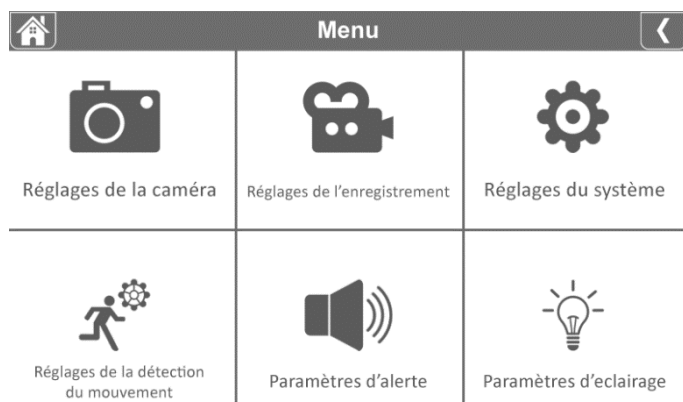 Menu
Réglages de la caméra
Réglages de l'enregistrement
Réglages du système
Réglages de la détection
du mouvement
Paramètres d'alerte
Paramètres d'eclairage